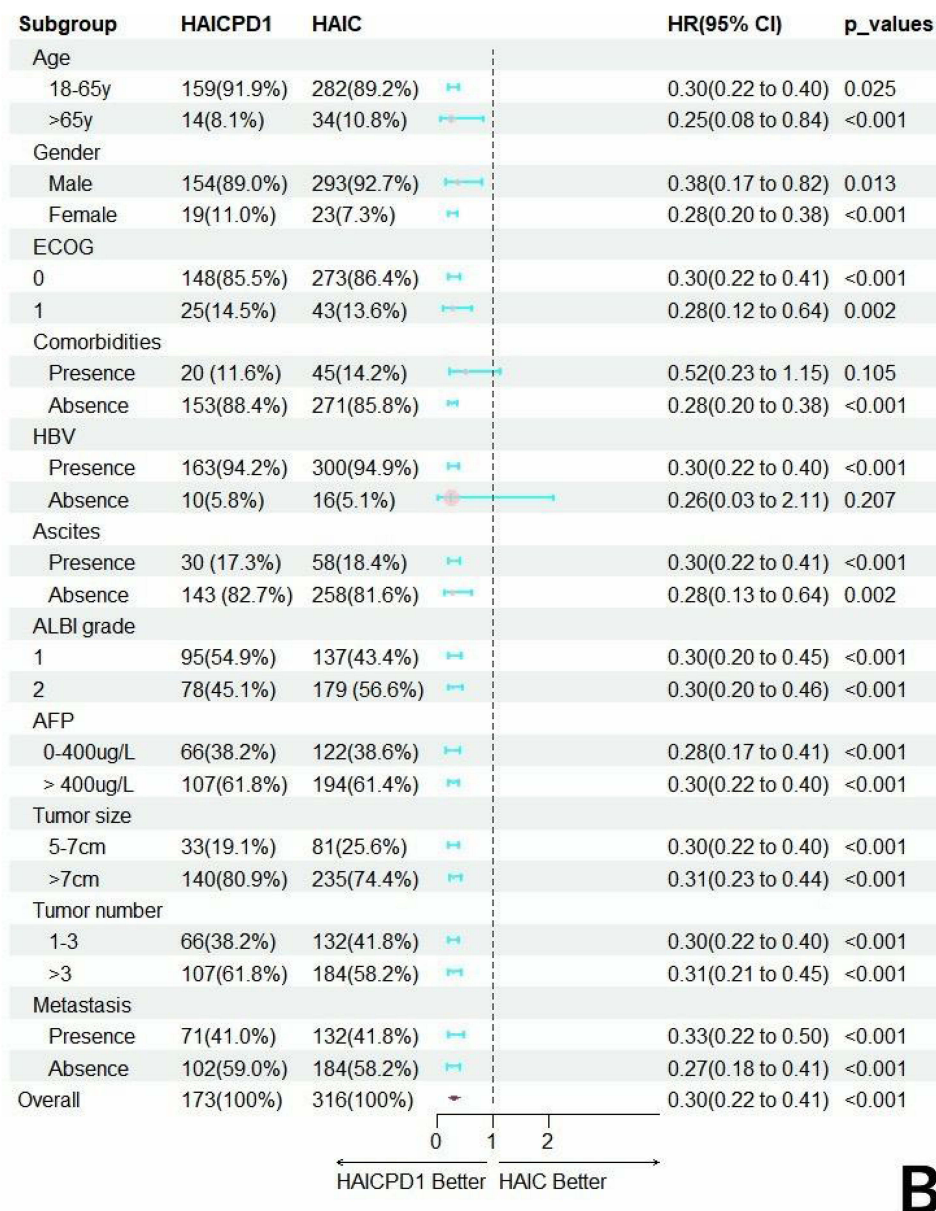 Subgroup HAICPD1 HAIC HR(95% CI) p_values
Age
18-65y 159(91.9%) 282(89.2%) 0.30(0.22 to 0.40) 0.025
>65y 14(8.1%) 34(10.8%) 0.25(0.08 to 0.84) <0.001
Gender
Male 154(89.0%) 293(92.7%) 0.38(0.17 to 0.82) 0.013
Female 19(11.0%) 23(7.3%) 0.28(0.20 to 0.38) <0.001
ECOG
0 148(85.5%) 273(86.4%) 0.30(0.22 to 0.41) <0.001
1 25(14.5%) 43(13.6%) 0.28(0.12 to 0.64) 0.002
Comorbidities
Presence 20 (11.6%) 45(14.2%) 0.52(0.23 to 1.15) 0.105
Absence 153(88.4%) 271(85.8%) 0.28(0.20 to 0.38) <0.001
HBV
Presence 163(94.2%) 300(94.9%) 0.30(0.22 to 0.40) <0.001
Absence 10(5.8%) 16(5.1%) 0.26(0.03 to 2.11) 0.207
Ascites
Presence 30 (17.3%) 58(18.4%) 0.30(0.22 to 0.41) <0.001
Absence 143 (82.7%) 258(81.6%) 0.28(0.13 to 0.64) 0.002
ALBI grade
1 95(54.9%) 137(43.4%) 0.30(0.20 to 0.45) <0.001
2 78(45.1%) 179 (56.6%) 0.30(0.20 to 0.46) <0.001
AFP
0-400ug/L 66(38.2%) 122(38.6%) 0.28(0.17 to 0.41) <0.001
> 400ug/L 107(61.8%) 194(61.4%) 0.30(0.22 to 0.40) <0.001
Tumor size
5-7cm 33(19.1%) 81(25.6%) 0.30(0.22 to 0.40) <0.001
>7cm 140(80.9%) 235(74.4%) 0.31(0.23 to 0.44) <0.001
Tumor number
1-3 66(38.2%) 132(41.8%) 0.30(0.22 to 0.40) <0.001
>3 107(61.8%) 184(58.2%) 0.31(0.21 to 0.45) <0.001
Metastasis
Presence 71(41.0%) 132(41.8%) 0.33(0.22 to 0.50) <0.001
Absence 102(59.0%) 184(58.2%) 0.27(0.18 to 0.41) <0.001
Overall 173(100%) 316(100%) 0.30(0.22 to 0.41) <0.001
0 1 2
HAICPD1 Better HAIC Better
B